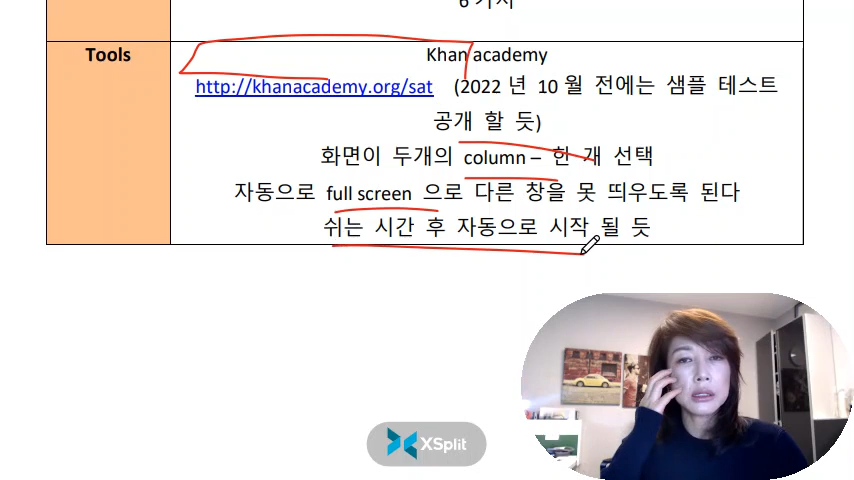 6 가지
Tools
Khan academy
http://khanacademy.org/sat (2022 년 10 월 전에는 샘플 테스트
공개 할 듯)
화면이 두개의 column – 한 개 선택
자동으로 full screen 으로 다른 창을 못 띄우도록 된다
쉬는 시간 후 자동으로 시작 될 듯
XSplit